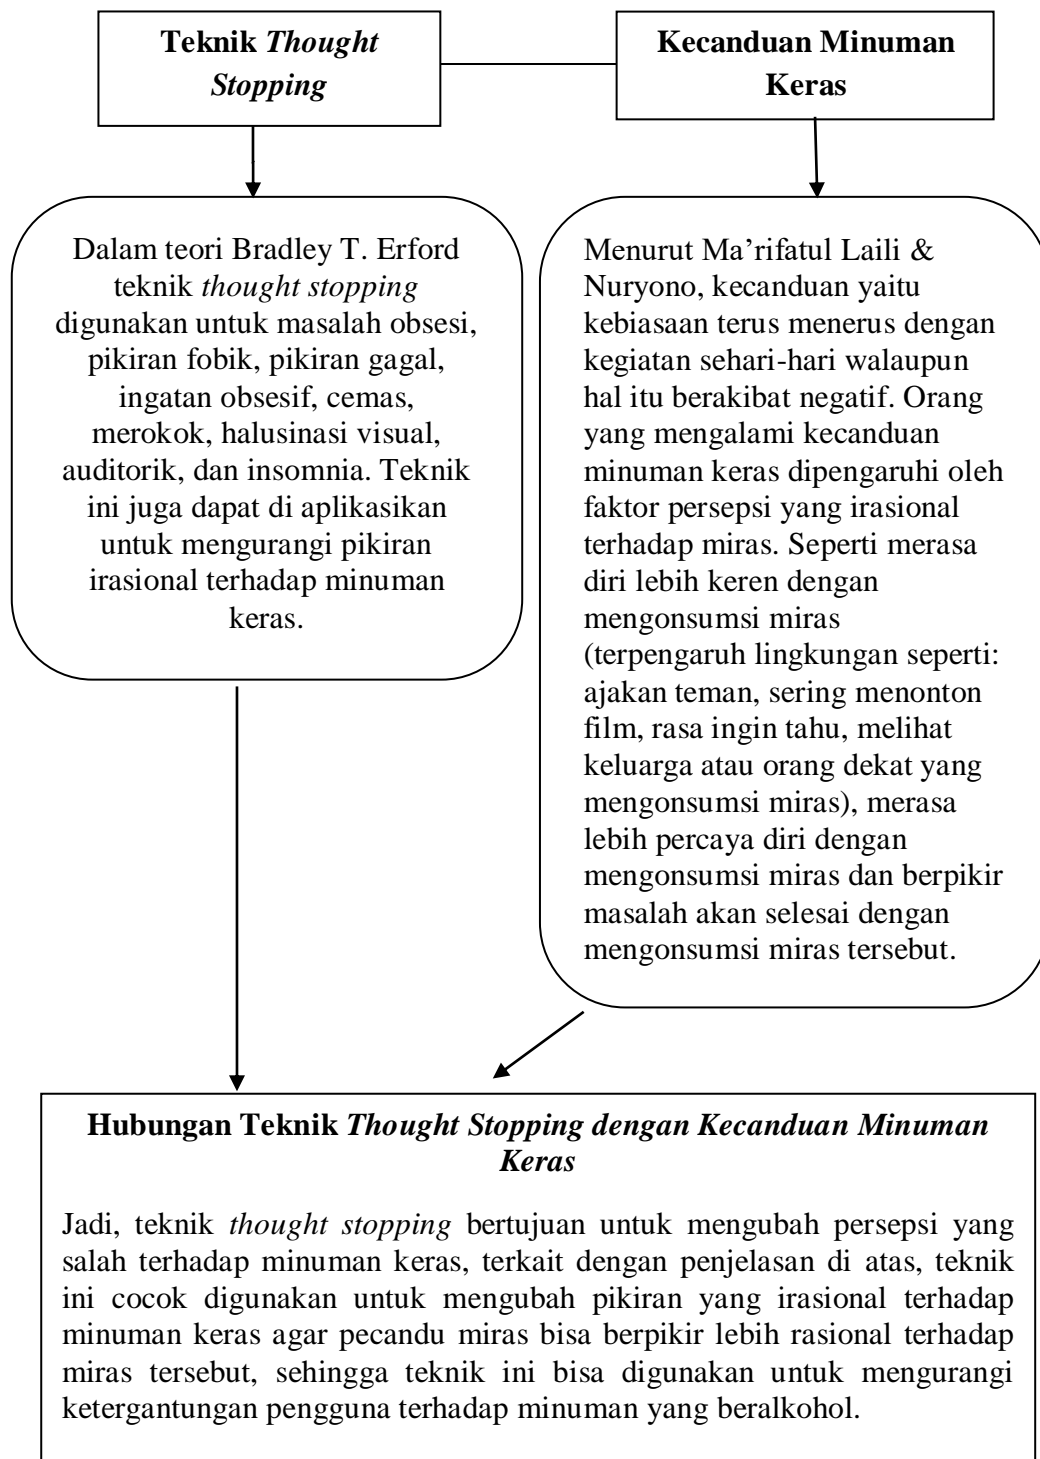 Teknik Thought
Stopping
Kecanduan Minuman
Keras
Dalam teori Bradley T. Erford
teknik thought stopping
digunakan untuk masalah obsesi,
pikiran fobik, pikiran gagal,
ingatan obsesif, cemas,
merokok, halusinasi visual,
auditorik, dan insomnia. Teknik
ini juga dapat di aplikasikan
untuk mengurangi pikiran
irasional terhadap minuman
keras.
Menurut Ma’rifatul Laili &
Nuryono, kecanduan yaitu
kebiasaan terus menerus dengan
kegiatan sehari-hari walaupun
hal itu berakibat negatif. Orang
yang mengalami kecanduan
minuman keras dipengaruhi oleh
faktor persepsi yang irasional
terhadap miras. Seperti merasa
diri lebih keren dengan
mengonsumsi miras
(terpengaruh lingkungan seperti:
ajakan teman, sering menonton
film, rasa ingin tahu, melihat
keluarga atau orang dekat yang
mengonsumsi miras), merasa
lebih percaya diri dengan
mengonsumsi miras dan berpikir
masalah akan selesai dengan
mengonsumsi miras tersebut.
Hubungan Teknik Thought Stopping dengan Kecanduan Minuman
Keras
Jadi, teknik thought stopping bertujuan untuk mengubah persepsi yang
salah terhadap minuman keras, terkait dengan penjelasan di atas, teknik
ini cocok digunakan untuk mengubah pikiran yang irasional terhadap
minuman keras agar pecandu miras bisa berpikir lebih rasional terhadap
miras tersebut, sehingga teknik ini bisa digunakan untuk mengurangi
ketergantungan pengguna terhadap minuman yang beralkohol.